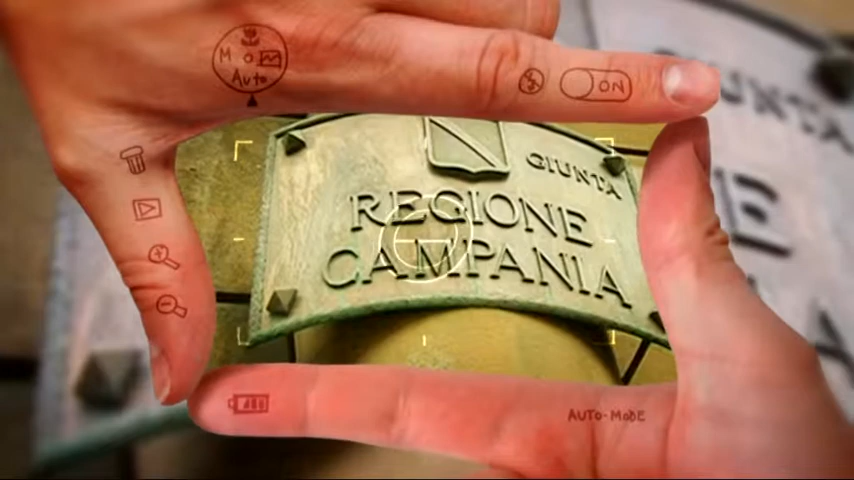 M
Auto
ON
GIUNTA
REGIONE
CAMPANIA
AUTO-MODE